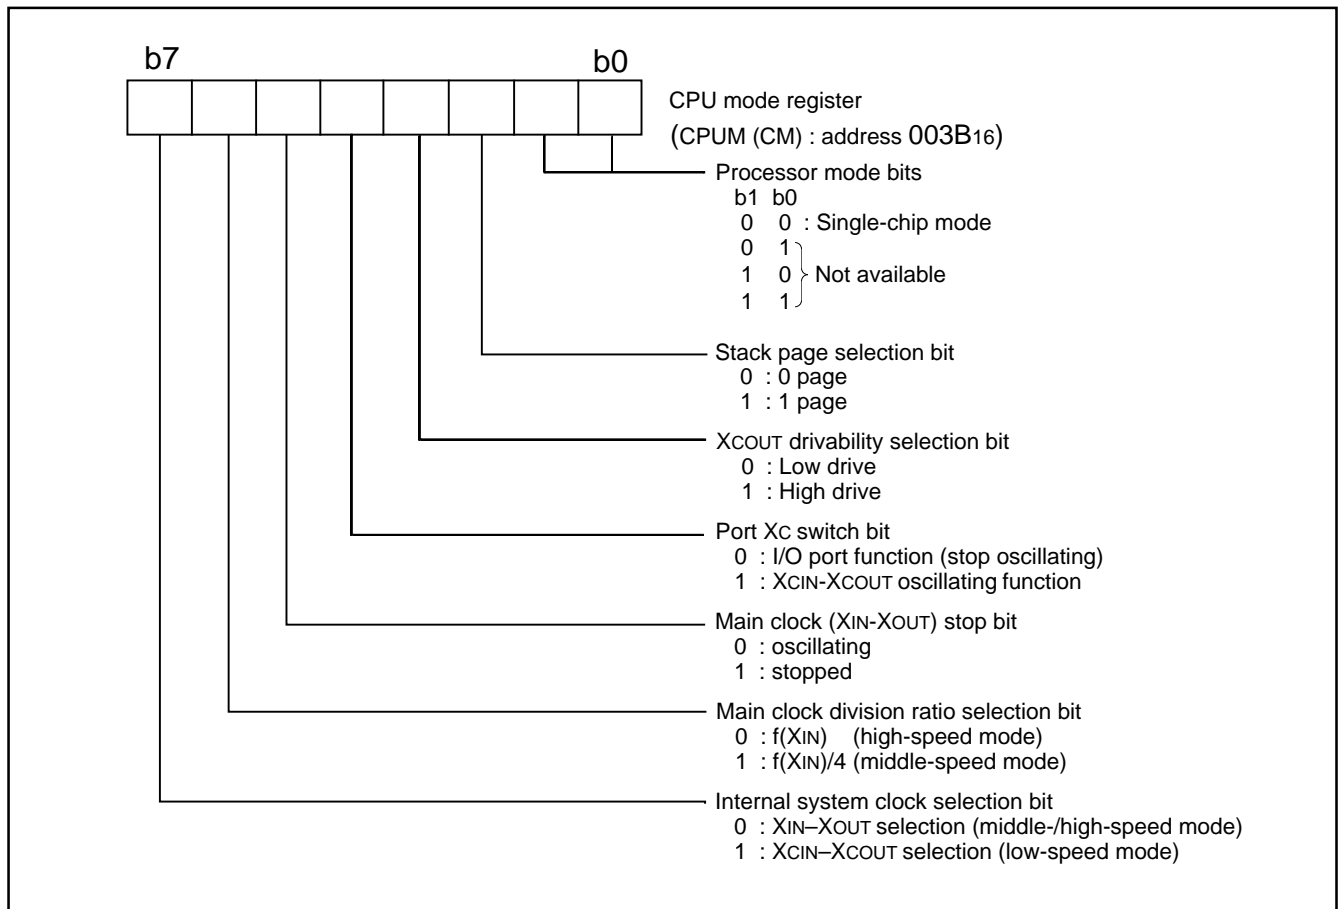 b7 b0
CPU mode register
(CPUM (CM) : address 003B16)
Processor mode bits
b1 b0
0 0 : Single-chip mode
0 1
1 0 Not available
1 1
Stack page selection bit
0 : 0 page
1 : 1 page
XCOUT drivability selection bit
0 : Low drive
1 : High drive
Port XC switch bit
0 : I/O port function (stop oscillating)
1 : XCIN-XCOUT oscillating function
Main clock (XIN-XOUT) stop bit
0 : oscillating
1 : stopped
Main clock division ratio selection bit
0 : f(XIN) (high-speed mode)
1 : f(XIN)/4 (middle-speed mode)
Internal system clock selection bit
0 : XIN–XOUT selection (middle-/high-speed mode)
1 : XCIN–XCOUT selection (low-speed mode)